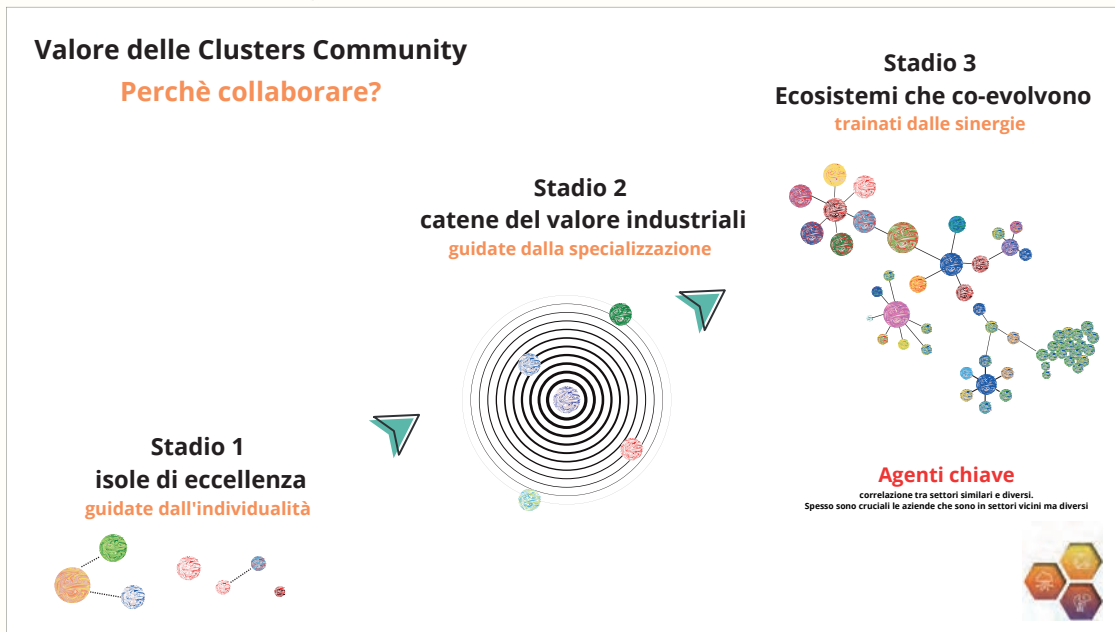 Valore delle Clusters Community
Perchè collaborare?
Stadio 3
Ecosistemi che co-evolvono
trainati dalle sinergie
Stadio 2
catene del valore industriali
guidate dalla specializzazione
Stadio 1
isole di eccellenza
guidate dall'individualità
Agenti chiave
correlazione tra settori similari e diversi.
Spesso sono cruciali le aziende che sono in settori vicini ma diversi